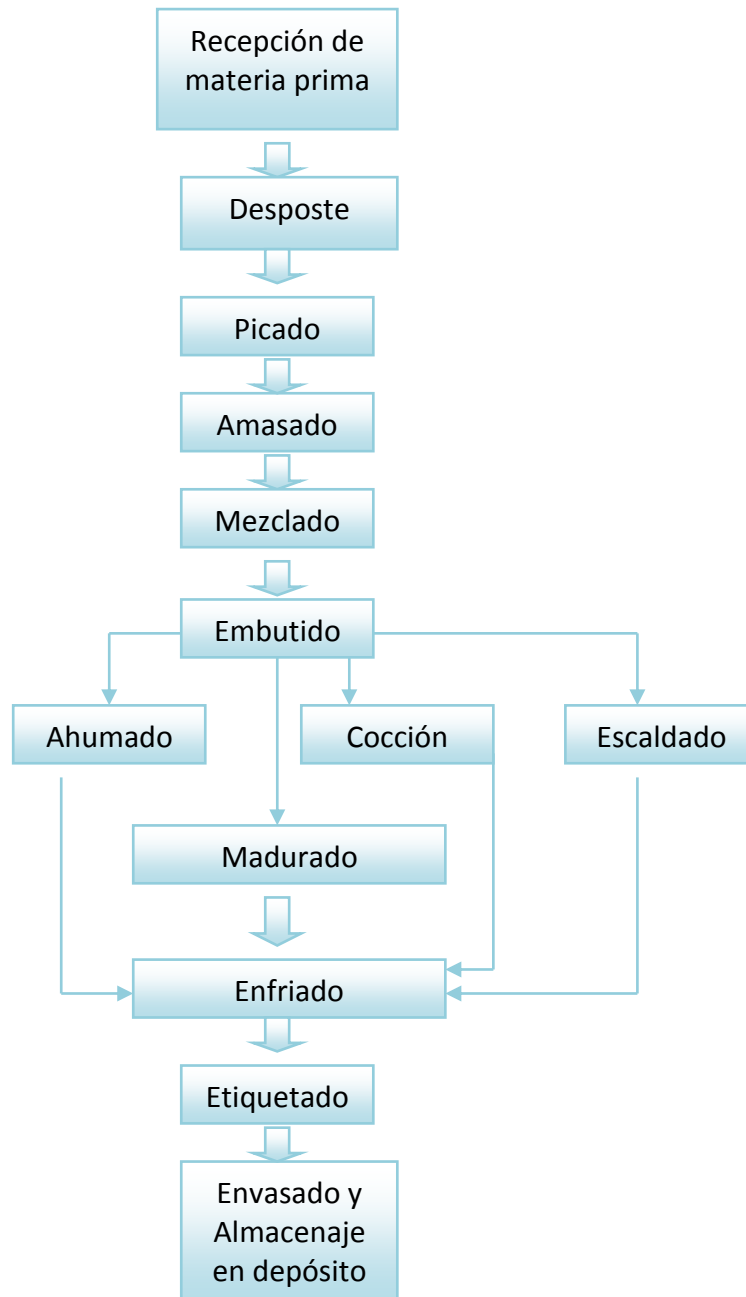 Recepción de
materia prima
Desposte
Picado
Amasado
Mezclado
Embutido
Ahumado
Cocción
Escaldado
Madurado
Enfriado
Etiquetado
Envasado y
Almacenaje
en depósito